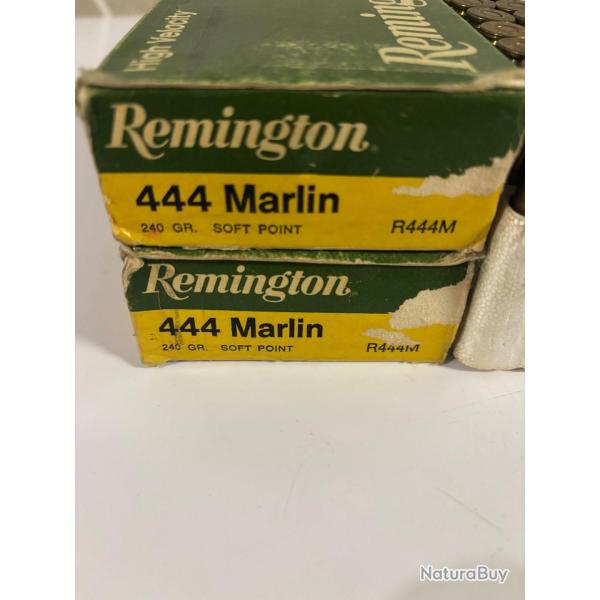 High Velocity
Remington
Remington
444 Marlin
240 GR. SOFT POINT R444M
Remington
444 Marlin
240 GR. SOFT POINT R444M
NaturaBuy